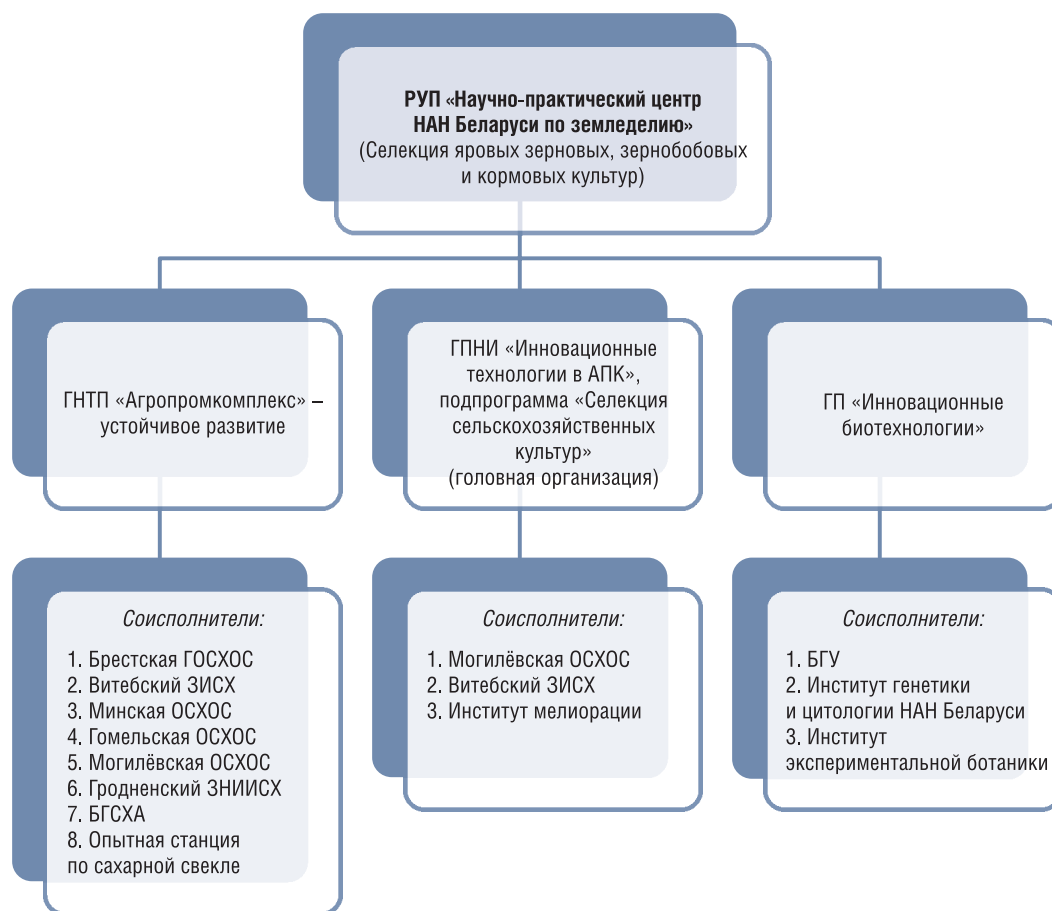 РУП «Научно-практический центр
НАН Беларуси по земледелию»
(Селекция яровых зерновых, зернобобовых
и кормовых культур)
ГНТП «Агропромкомплекс» –
устойчивое развитие
ГПНИ «Инновационные
технологии в АПК»,
подпрограмма «Селекция
сельскохозяйственных
культур»
(головная организация)
ГП «Инновационные
биотехнологии»
Соисполнители:
1. Брестская ГОСХОС
2. Витебский ЗИСХ
3. Минская ОСХОС
4. Гомельская ОСХОС
5. Могилёвская ОСХОС
6. Гродненский ЗНИИСХ
7. БГСХА
8. Опытная станция
по сахарной свекле
Соисполнители:
1. Могилёвская ОСХОС
2. Витебский ЗИСХ
3. Институт мелиорации
Соисполнители:
1. БГУ
2. Институт генетики
и цитологии НАН Беларуси
3. Институт
экспериментальной ботаники